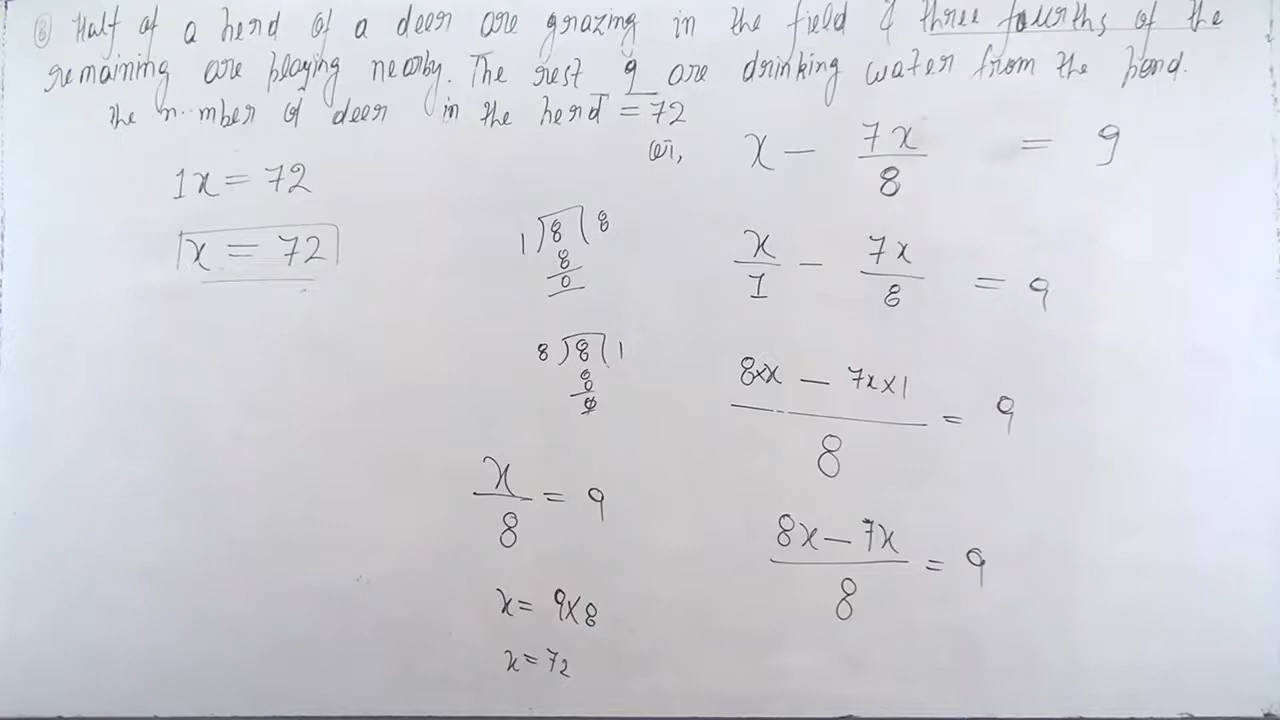 ⑧ Half of a herd of a deer are grazing in the field & three fourths of the
remaining are playing nearby. The rest 9 are drinking water from the pond.
the number of deer in the herd = 72
1x = 72
x = 72
1)8(8
8
0
8)8(1
8
0
x/8 = 9
x = 9×8
x = 72
or, x - 7x/8 = 9
x/1 - 7x/8 = 9
8×x - 7x×1/8 = 9
8x - 7x/8 = 9